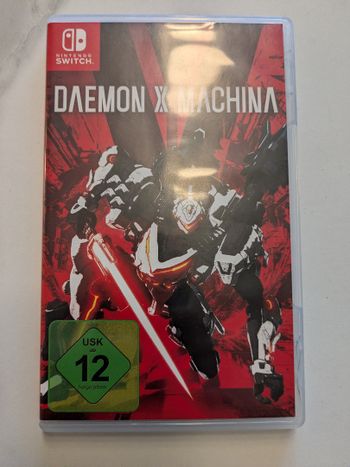 NINTENDO
SWITCH.
DAEMON X MACHINA
USK
ab
12